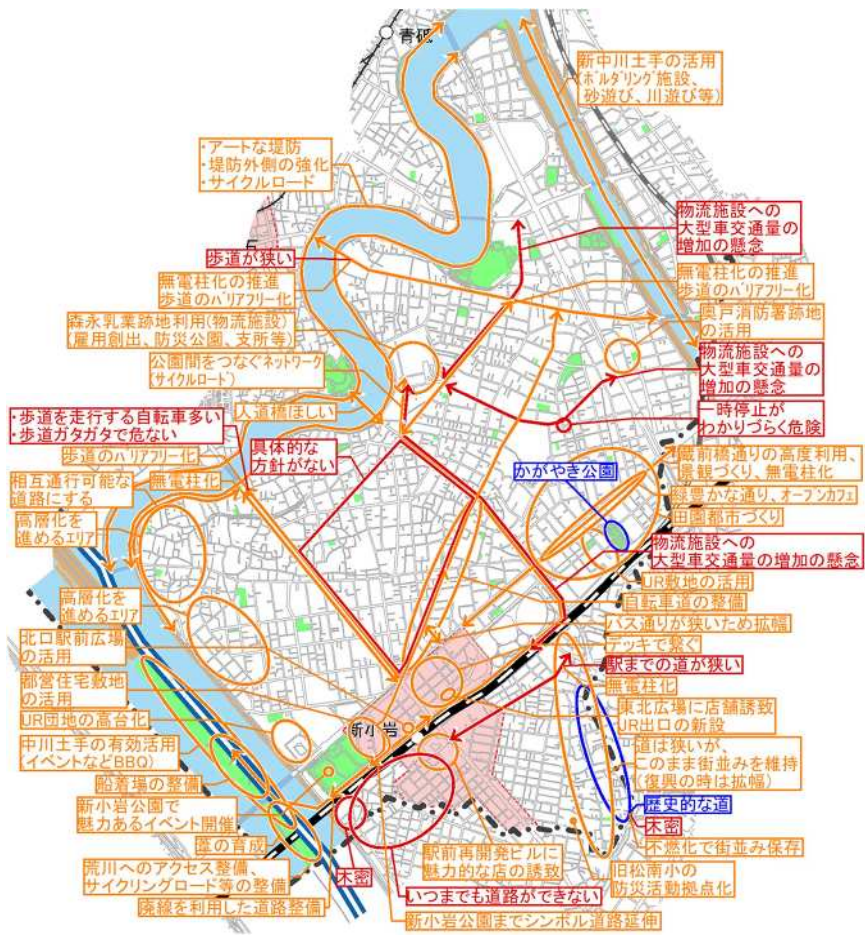 青砥
新中川土手の活用
(ボルダリング施設、
砂遊び、川遊び等)
・アートな堤防
・堤防外側の強化
・サイクルロード
物流施設への
大型車交通量の
増加の懸念
歩道が狭い
無電柱化の推進
歩道のバリアフリー化
無電柱化の推進
歩道のバリアフリー化
森永乳業跡地利用(物流施設)
(雇用創出、防災公園、支所等)
奥戸消防署跡地
の活用
公園間をつなぐネットワーク
(サイクルロード)
物流施設への
大型車交通量の
増加の懸念
人道橋ほしい
・歩道を走行する自転車多い
・歩道ガタガタで危ない
一時停止が
わかりづらく危険
具体的な
方針がない
歩道のバリアフリー化
蔵前橋通りの高度利用、
景観づくり、無電柱化
かがやき公園
相互通行可能な
道路にする
無電柱化
緑豊かな通り、オープンカフェ
田園都市づくり
高層化を
進めるエリア
物流施設への
大型車交通量の増加の懸念
UR敷地の活用
高層化を
進めるエリア
自転車道の整備
バス通りが狭いため拡幅
北口駅前広場
の活用
デッキで繋ぐ
駅までの道が狭い
都営住宅敷地
の活用
無電柱化
東北広場に店舗誘致
UR出口の新設
UR団地の高台化
新小岩
中川土手の有効活用
(イベントなどBBQ)
道は狭いが、
このまま街並みを維持
(復興の時は拡幅)
船着場の整備
新小岩公園で
魅力あるイベント開催
歴史的な道
木密
葦の育成
不燃化で街並み保存
荒川へのアクセス整備、
サイクリングロード等の整備
木密
駅前再開発ビルに
魅力的な店の誘致
旧松南小の
防災活動拠点化
いつまでも道路ができない
廃線を利用した道路整備
新小岩公園までシンボル道路延伸